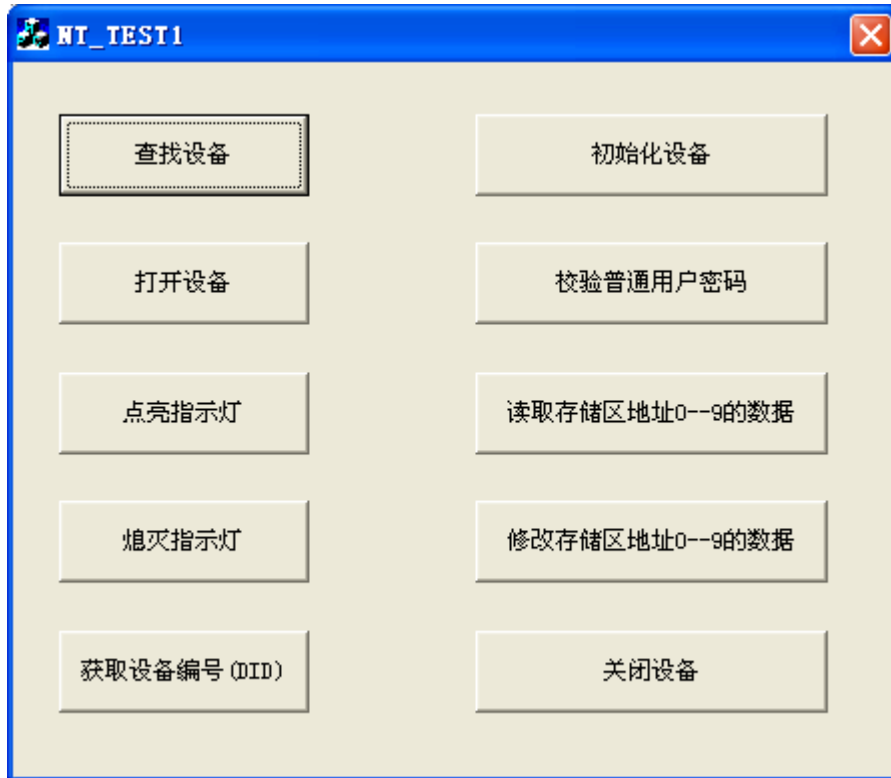 NT_TEST1
查找设备
初始化设备
打开设备
校验普通用户密码
点亮指示灯
读取存储区地址0--9的数据
熄灭指示灯
修改存储区地址0--9的数据
获取设备编号(DID)
关闭设备